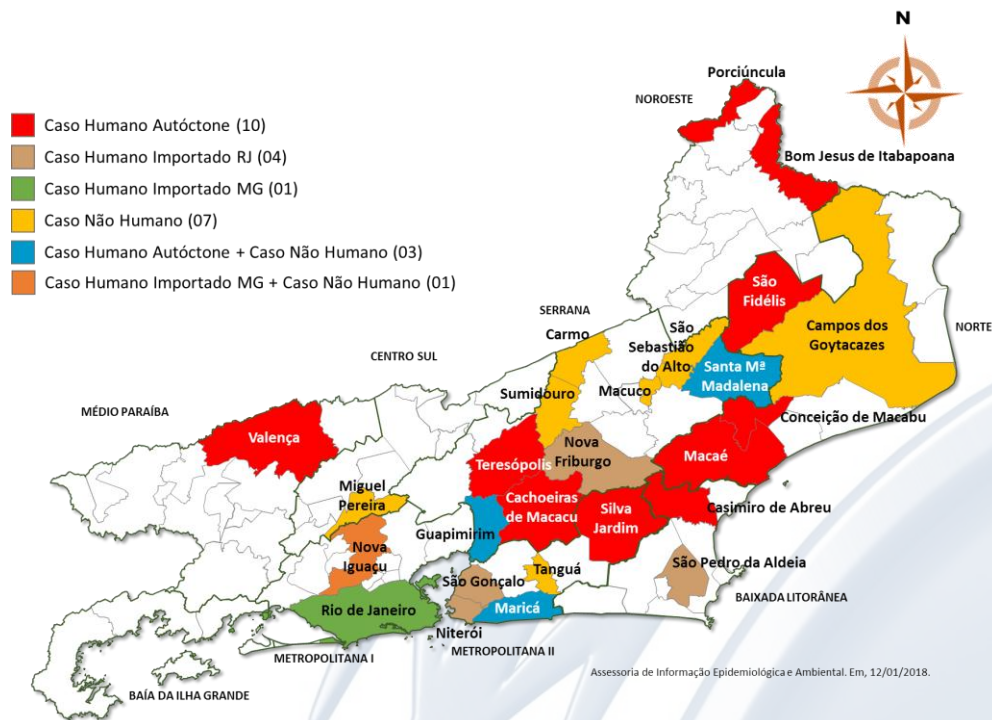 N
Porciúncula
NOROESTE
Caso Humano Autóctone (10)
Caso Humano Importado RJ (04)
Caso Humano Importado MG (01)
Caso Não Humano (07)
Caso Humano Autóctone + Caso Não Humano (03)
Caso Humano Importado MG + Caso Não Humano (01)
Bom Jesus de Itabapoana
São
Fidélis
SERRANA
Carmo
São
Sebastião
do Alto
Campos dos
Goytacazes
NORTE
CENTRO SUL
Santa Mª
Madalena
Sumidouro
Macuco
MÉDIO PARAÍBA
Conceição de Macabu
Valença
Nova
Friburgo
Teresópolis
Macaé
Miguel
Pereira
Cachoeiras
de Macacu
Silva
Jardim
Casimiro de Abreu
Guapimirim
Nova
Iguaçu
São Pedro da Aldeia
Tanguá
São Gonçalo
BAIXADA LITORÂNEA
Rio de Janeiro
Maricá
Niterói
METROPOLITANA I
METROPOLITANA II
Assessoria de Informação Epidemiológica e Ambiental. Em, 12/01/2018.
BAÍA DA ILHA GRANDE